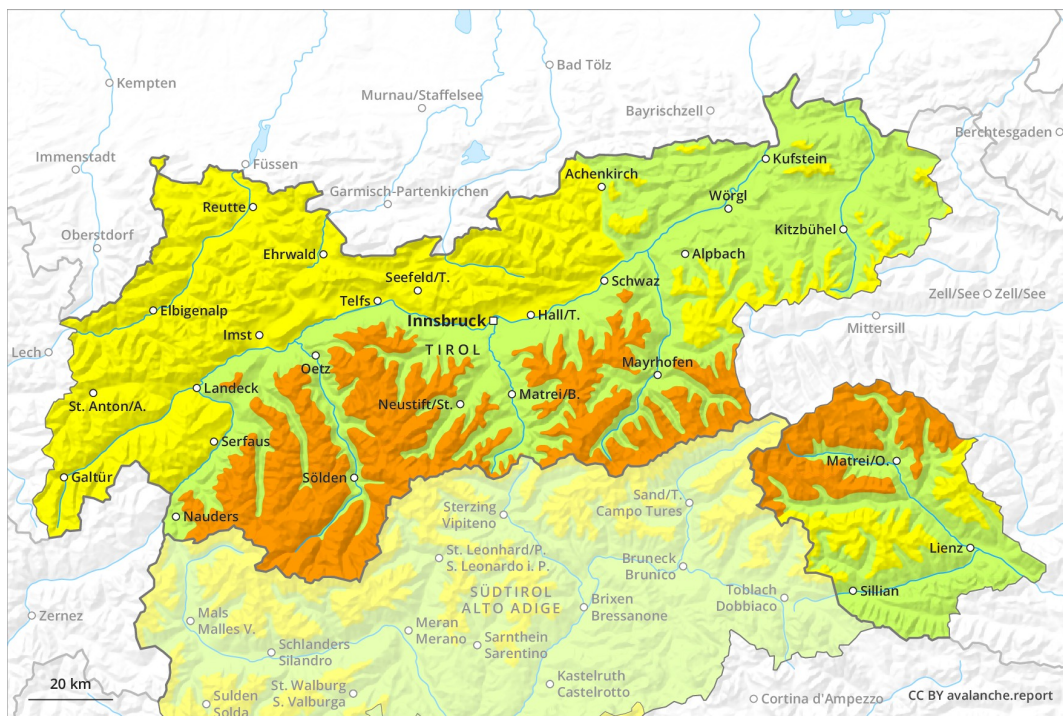 Bad Tölz
Kempten
Murnau/Staffelsee
Bayrischzell
Berchtesgaden
Immenstadt
Füssen
Kufstein
Achenkirch
Garmisch-Partenkirchen
Wörgl
Reutte
Oberstdorf
Kitzbühel
Ehrwald
Alpbach
Seefeld/T.
Schwaz
Zell/See
Zell/See
Telfs
Elbigenalp
Innsbruck
Hall/T.
Mittersill
Imst
Lech
TIROL
Mayrhofen
Oetz
Landeck
Matrei/B.
St. Anton/A.
Neustift/St.
Serfaus
Matrei/O.
Galtür
Sölden
Sand/T.
Campo Tures
Sterzing
Vipiteno
Nauders
Lienz
St. Leonhard/P.
S. Leonardo i. P.
Bruneck
Brunico
SÜDTIROL
ALTO ADIGE
Toblach
Dobbiaco
Sillian
Brixen
Bressanone
Zernez
Mals
Malles V.
Meran
Merano
Sarnthein
Sarentino
Schlanders
Silandro
Kastelruth
Castelrotto
20 km
St. Walburg
S. Valburga
Sulden
Solda
Cortina d'Ampezzo
CC BY avalanche.report